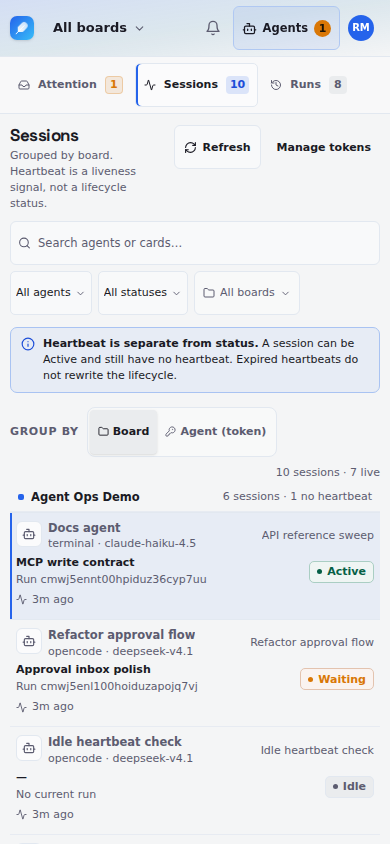 All boards
Agents 1
RM
Attention 1
Sessions 10
Runs 8
Sessions
Grouped by board.
Heartbeat is a liveness
signal, not a lifecycle
status.
Refresh
Manage tokens
Search agents or cards...
All agents
All statuses
All boards
Heartbeat is separate from status. A session can be
Active and still have no heartbeat. Expired heartbeats do
not rewrite the lifecycle.
GROUP BY
Board
Agent (token)
10 sessions · 7 live
Agent Ops Demo
6 sessions · 1 no heartbeat
Docs agent
terminal · claude-haiku-4.5
API reference sweep
MCP write contract
Run cmwj5ennt00hpiduz36cyp7uu
Active
3m ago
Refactor approval flow
opencode · deepseek-v4.1
Refactor approval flow
Approval inbox polish
Run cmwj5enl100hoiduzapojq7vj
Waiting
3m ago
Idle heartbeat check
opencode · deepseek-v4.1
Idle heartbeat check
—
No current run
Idle
3m ago